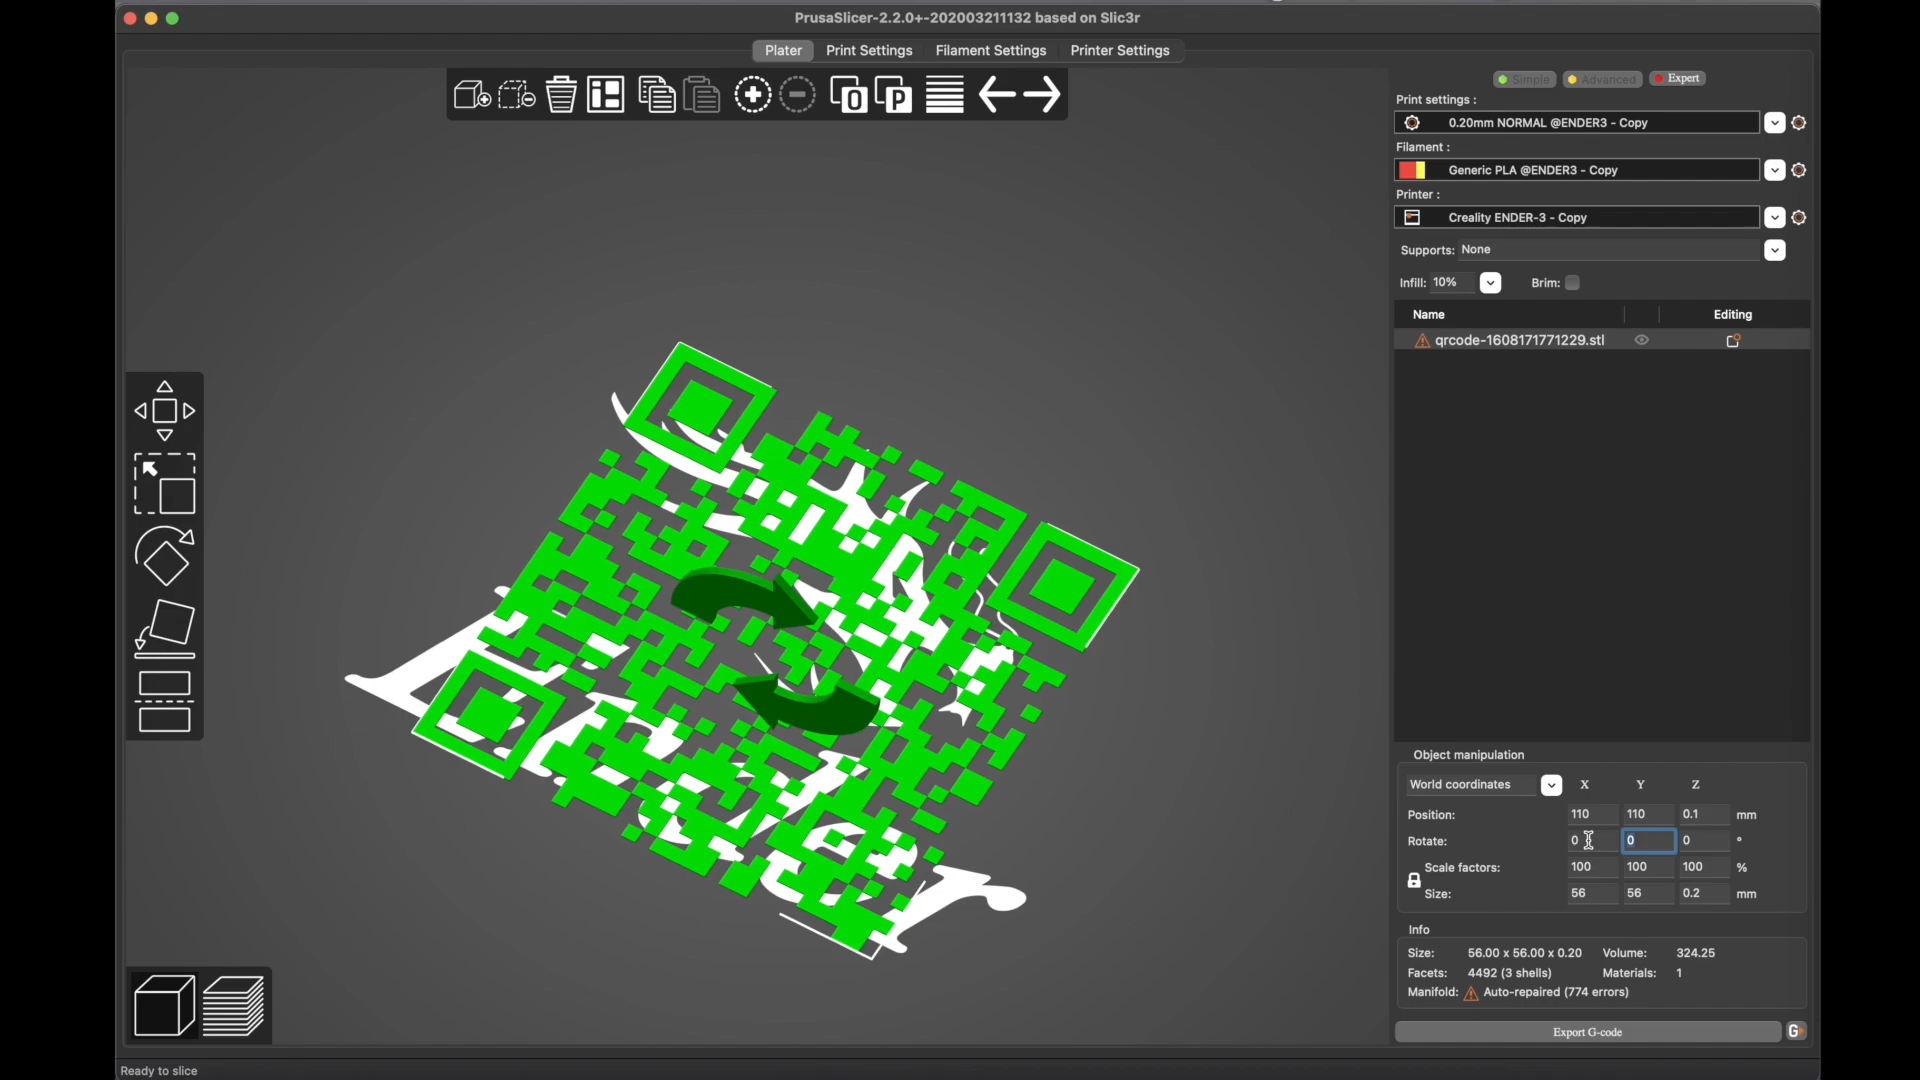 PrusaSlicer-2.2.0+-202003211132 based on Slic3r
Plater Print Settings Filament Settings Printer Settings
Simple Advanced Expert
Print settings :
0.20mm NORMAL @ENDER3 - Copy
Filament :
Generic PLA @ENDER3 - Copy
Printer :
Creality ENDER-3 - Copy
Supports: None
Infill: 10% Brim:
Name Editing
qrcode-1608171771229.stl
Object manipulation
World coordinates X Y Z
Position: 110 110 0.1 mm
Rotate: 0 0 0 °
Scale factors: 100 100 100 %
Size: 56 56 0.2 mm
Info
Size: 56.00 x 56.00 x 0.20 Volume: 324.25
Facets: 4492 (3 shells) Materials: 1
Manifold: Auto-repaired (774 errors)
Export G-code G
Ready to slice